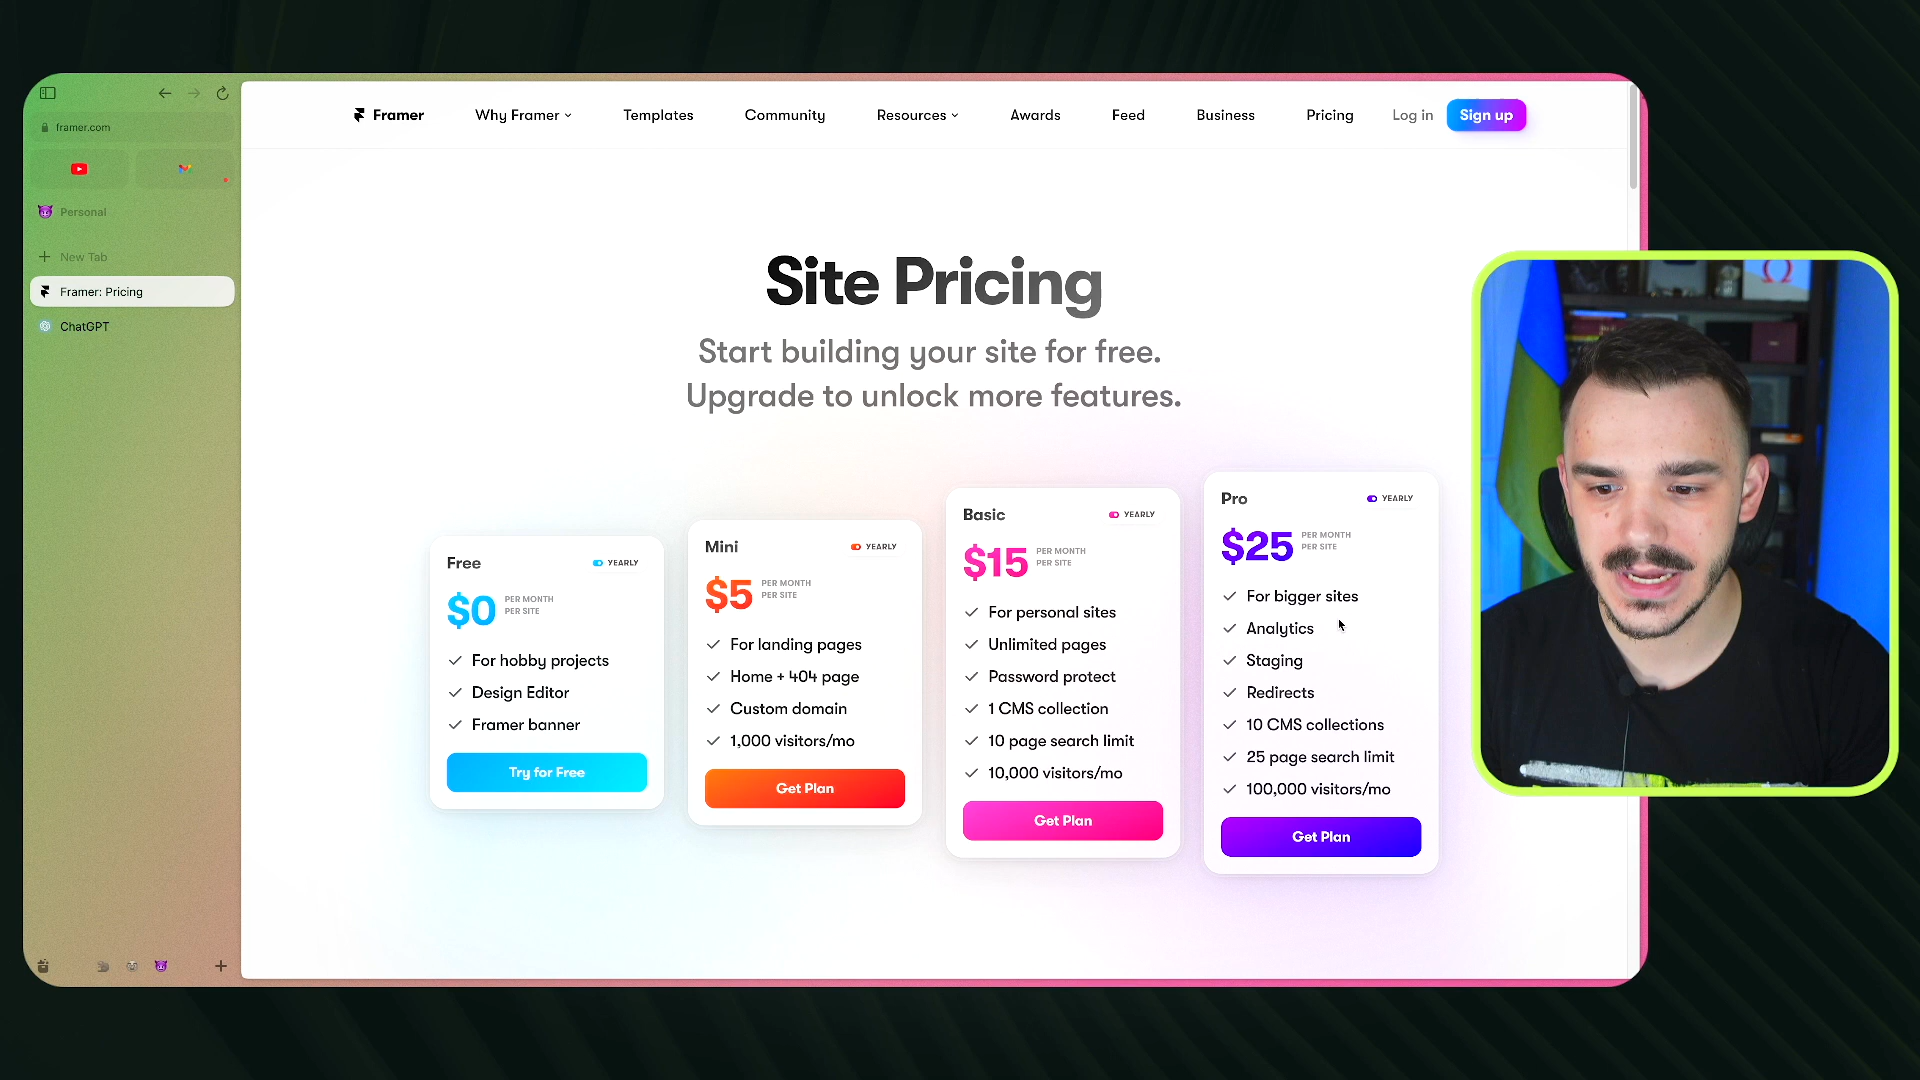 framer.com
Personal
New Tab
Framer: Pricing
ChatGPT
Framer
Why Framer
Templates
Community
Resources
Awards
Feed
Business
Pricing
Log in
Sign up
Site Pricing
Start building your site for free.
Upgrade to unlock more features.
Free
YEARLY
$0
PER MONTH
PER SITE
For hobby projects
Design Editor
Framer banner
Try for Free
Mini
YEARLY
$5
PER MONTH
PER SITE
For landing pages
Home + 404 page
Custom domain
1,000 visitors/mo
Get Plan
Basic
YEARLY
$15
PER MONTH
PER SITE
For personal sites
Unlimited pages
Password protect
1 CMS collection
10 page search limit
10,000 visitors/mo
Get Plan
Pro
YEARLY
$25
PER MONTH
PER SITE
For bigger sites
Analytics
Staging
Redirects
10 CMS collections
25 page search limit
100,000 visitors/mo
Get Plan